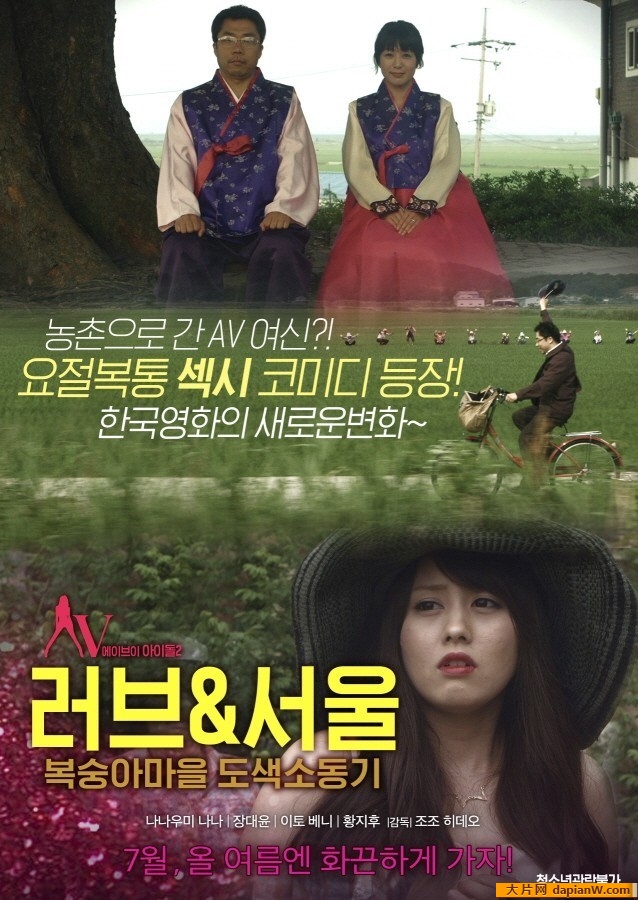 농촌으로 간 AV 여신?!
요절복통 섹시 코미디 등장!
한국영화의 새로운변화~
AV 에이브이 아이돌2
러브&서울
복숭아마을 도색소동기
나나우미 나나 | 장대윤 | 이토 베니 | 황지후 |감독| 조조 히데오
7월, 올 여름엔 화끈하게 가자!
청소년관람불가
大片网 dapianW.com